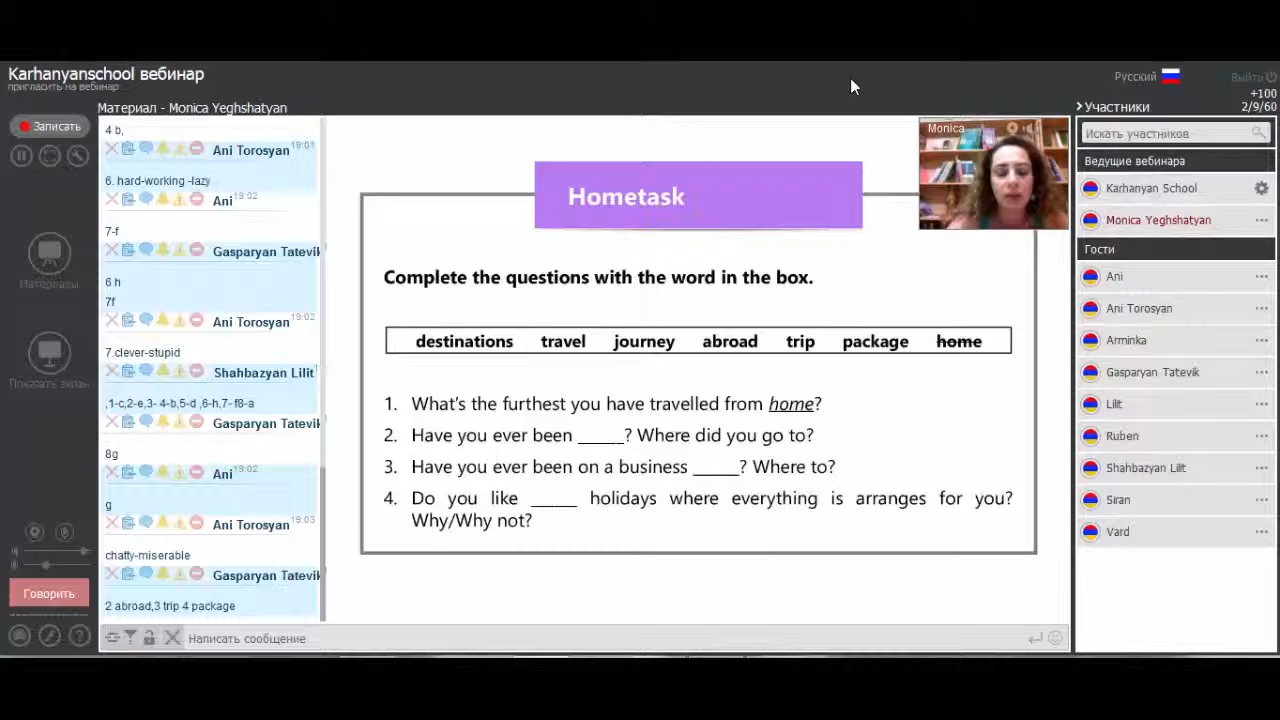 Karhanyanschool вебинар
пригласить на вебинар
Русский
Выйти
+100
2/9/60
Материал - Monica Yeghshatyan
Участники
Записать
Материалы
Показать вновь
Говорить
4 b,
Ani Torosyan 19:01
6. hard-working -lazy
Ani 19:02
7-f
Gasparyan Tatevik
6 h
7f
Ani Torosyan 19:02
7.clever-stupid
Shahbazyan Lilit
,1-c,2-e,3- 4-b,5-d ,6-h,7- f8-a
Gasparyan Tatevik
8g
Ani 19:02
g
Ani Torosyan 19:03
chatty-miserable
Gasparyan Tatevik
2 abroad,3 trip 4 package
Написать сообщение
Monica
Hometask
Complete the questions with the word in the box.
destinations travel journey abroad trip package home
1. What's the furthest you have travelled from home?
2. Have you ever been _____? Where did you go to?
3. Have you ever been on a business _____? Where to?
4. Do you like _____ holidays where everything is arranges for you?
Why/Why not?
Искать участников
Ведущие вебинара
Karhanyan School
Monica Yeghshatyan
Гости
Ani
Ani Torosyan
Arminka
Gasparyan Tatevik
Lilit
Ruben
Shahbazyan Lilit
Siran
Vard